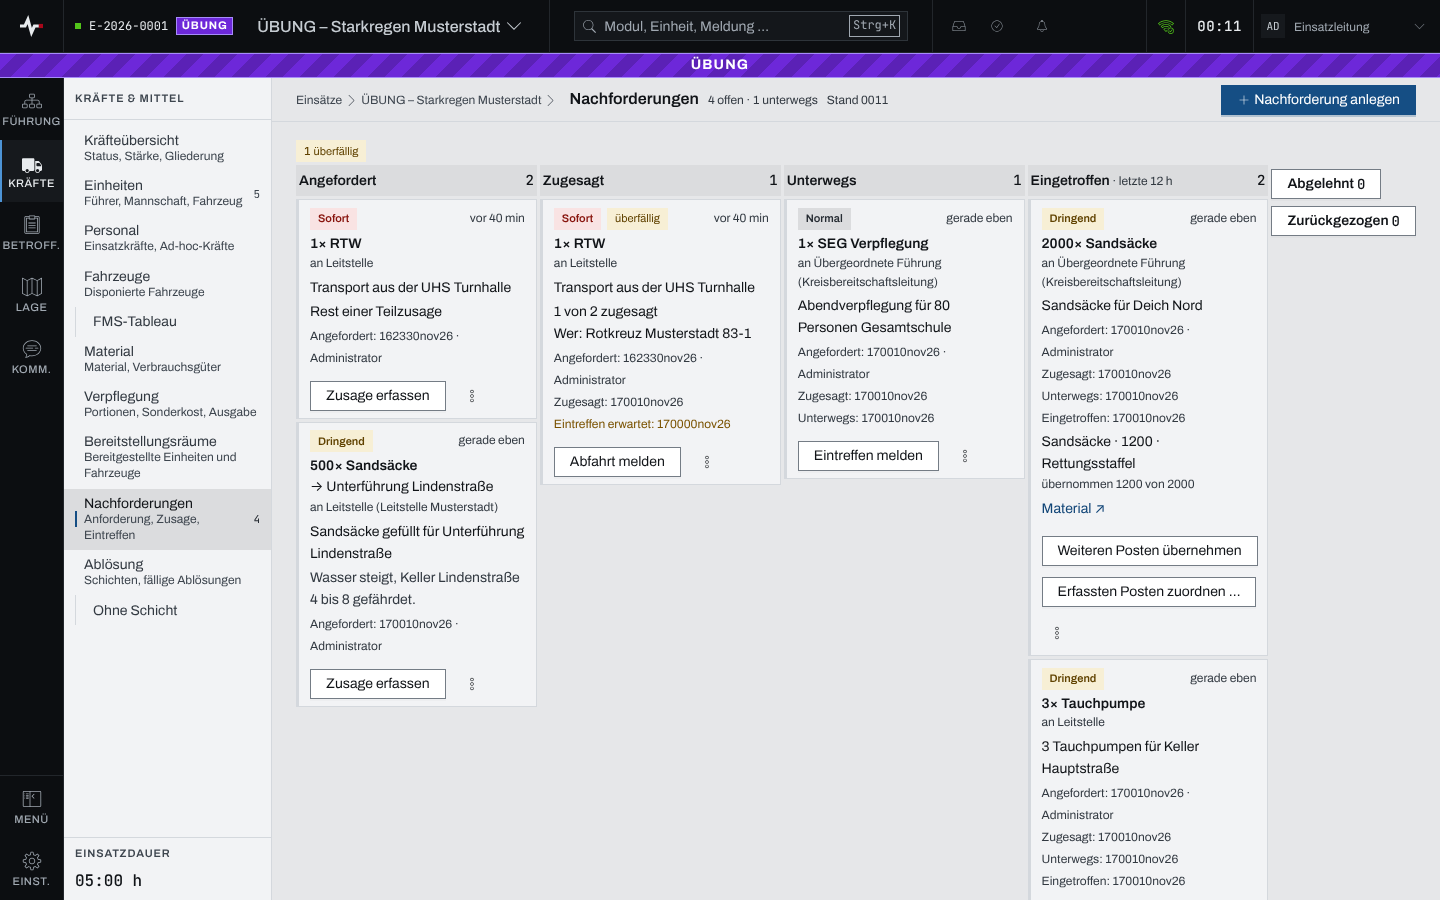 E-2026-0001 ÜBUNG ÜBUNG – Starkregen Musterstadt
Modul, Einheit, Meldung ... Strg+K
00:11 AD Einsatzleitung
ÜBUNG
FÜHRUNG
KRÄFTE
BETROFF.
LAGE
KOMM.
MENÜ
EINST.
KRÄFTE & MITTEL
Kräfteübersicht
Status, Stärke, Gliederung
Einheiten
Führer, Mannschaft, Fahrzeug 5
Personal
Einsatzkräfte, Ad-hoc-Kräfte
Fahrzeuge
Disponierte Fahrzeuge
FMS-Tableau
Material
Material, Verbrauchsgüter
Verpflegung
Portionen, Sonderkost, Ausgabe
Bereitstellungsräume
Bereitgestellte Einheiten und
Fahrzeuge
Nachforderungen
Anforderung, Zusage, 4
Eintreffen
Ablösung
Schichten, fällige Ablösungen
Ohne Schicht
EINSATZDAUER
05:00 h
Einsätze ÜBUNG – Starkregen Musterstadt Nachforderungen 4 offen · 1 unterwegs Stand 0011
+ Nachforderung anlegen
1 überfällig
Angefordert 2
Sofort vor 40 min
1× RTW
an Leitstelle
Transport aus der UHS Turnhalle
Rest einer Teilzusage
Angefordert: 162330nov26 ·
Administrator
Zusage erfassen
Dringend gerade eben
500× Sandsäcke
→ Unterführung Lindenstraße
an Leitstelle (Leitstelle Musterstadt)
Sandsäcke gefüllt für Unterführung
Lindenstraße
Wasser steigt, Keller Lindenstraße
4 bis 8 gefährdet.
Angefordert: 170010nov26 ·
Administrator
Zusage erfassen
Zugesagt 1
Sofort überfällig vor 40 min
1× RTW
an Leitstelle
Transport aus der UHS Turnhalle
1 von 2 zugesagt
Wer: Rotkreuz Musterstadt 83-1
Angefordert: 162330nov26 ·
Administrator
Zugesagt: 170010nov26
Eintreffen erwartet: 170000nov26
Abfahrt melden
Unterwegs 1
Normal gerade eben
1× SEG Verpflegung
an Übergeordnete Führung
(Kreisbereitschaftsleitung)
Abendverpflegung für 80
Personen Gesamtschule
Angefordert: 170010nov26 ·
Administrator
Zugesagt: 170010nov26
Unterwegs: 170010nov26
Eintreffen melden
Eingetroffen · letzte 12 h 2
Dringend gerade eben
2000× Sandsäcke
an Übergeordnete Führung
(Kreisbereitschaftsleitung)
Sandsäcke für Deich Nord
Angefordert: 170010nov26 ·
Administrator
Zugesagt: 170010nov26
Unterwegs: 170010nov26
Eingetroffen: 170010nov26
Sandsäcke · 1200 ·
Rettungsstaffel
übernommen 1200 von 2000
Material ↗
Weiteren Posten übernehmen
Erfassten Posten zuordnen ...
Dringend gerade eben
3× Tauchpumpe
an Leitstelle
3 Tauchpumpen für Keller
Hauptstraße
Angefordert: 170010nov26 ·
Administrator
Zugesagt: 170010nov26
Unterwegs: 170010nov26
Eingetroffen: 170010nov26
Abgelehnt 0
Zurückgezogen 0